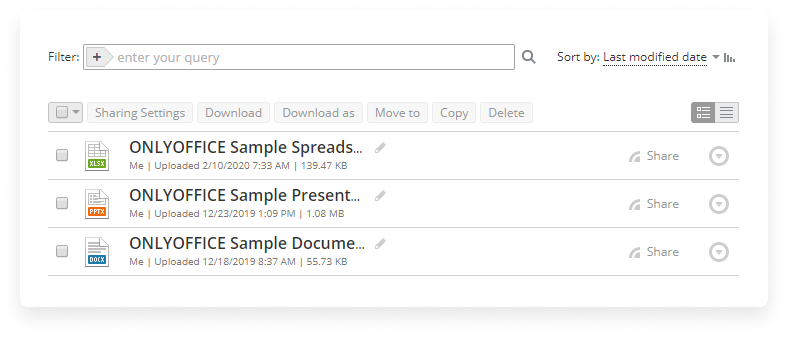 Filter: + enter your query Sort by: Last modified date
Sharing Settings Download Download as Move to Copy Delete
ONLYOFFICE Sample Spreads...
XLSX
Me | Uploaded 2/10/2020 7:33 AM | 139.47 KB
Share
ONLYOFFICE Sample Present...
PPTX
Me | Uploaded 12/23/2019 1:09 PM | 1.08 MB
Share
ONLYOFFICE Sample Docume...
DOCX
Me | Uploaded 12/18/2019 8:37 AM | 55.73 KB
Share